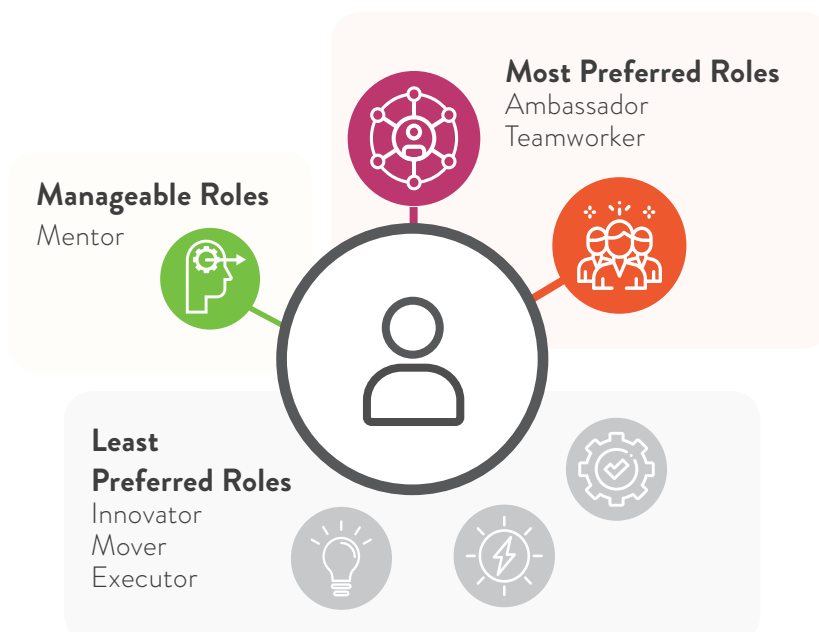 Most Preferred Roles
Ambassador
Teamworker
Manageable Roles
Mentor
Least
Preferred Roles
Innovator
Mover
Executor